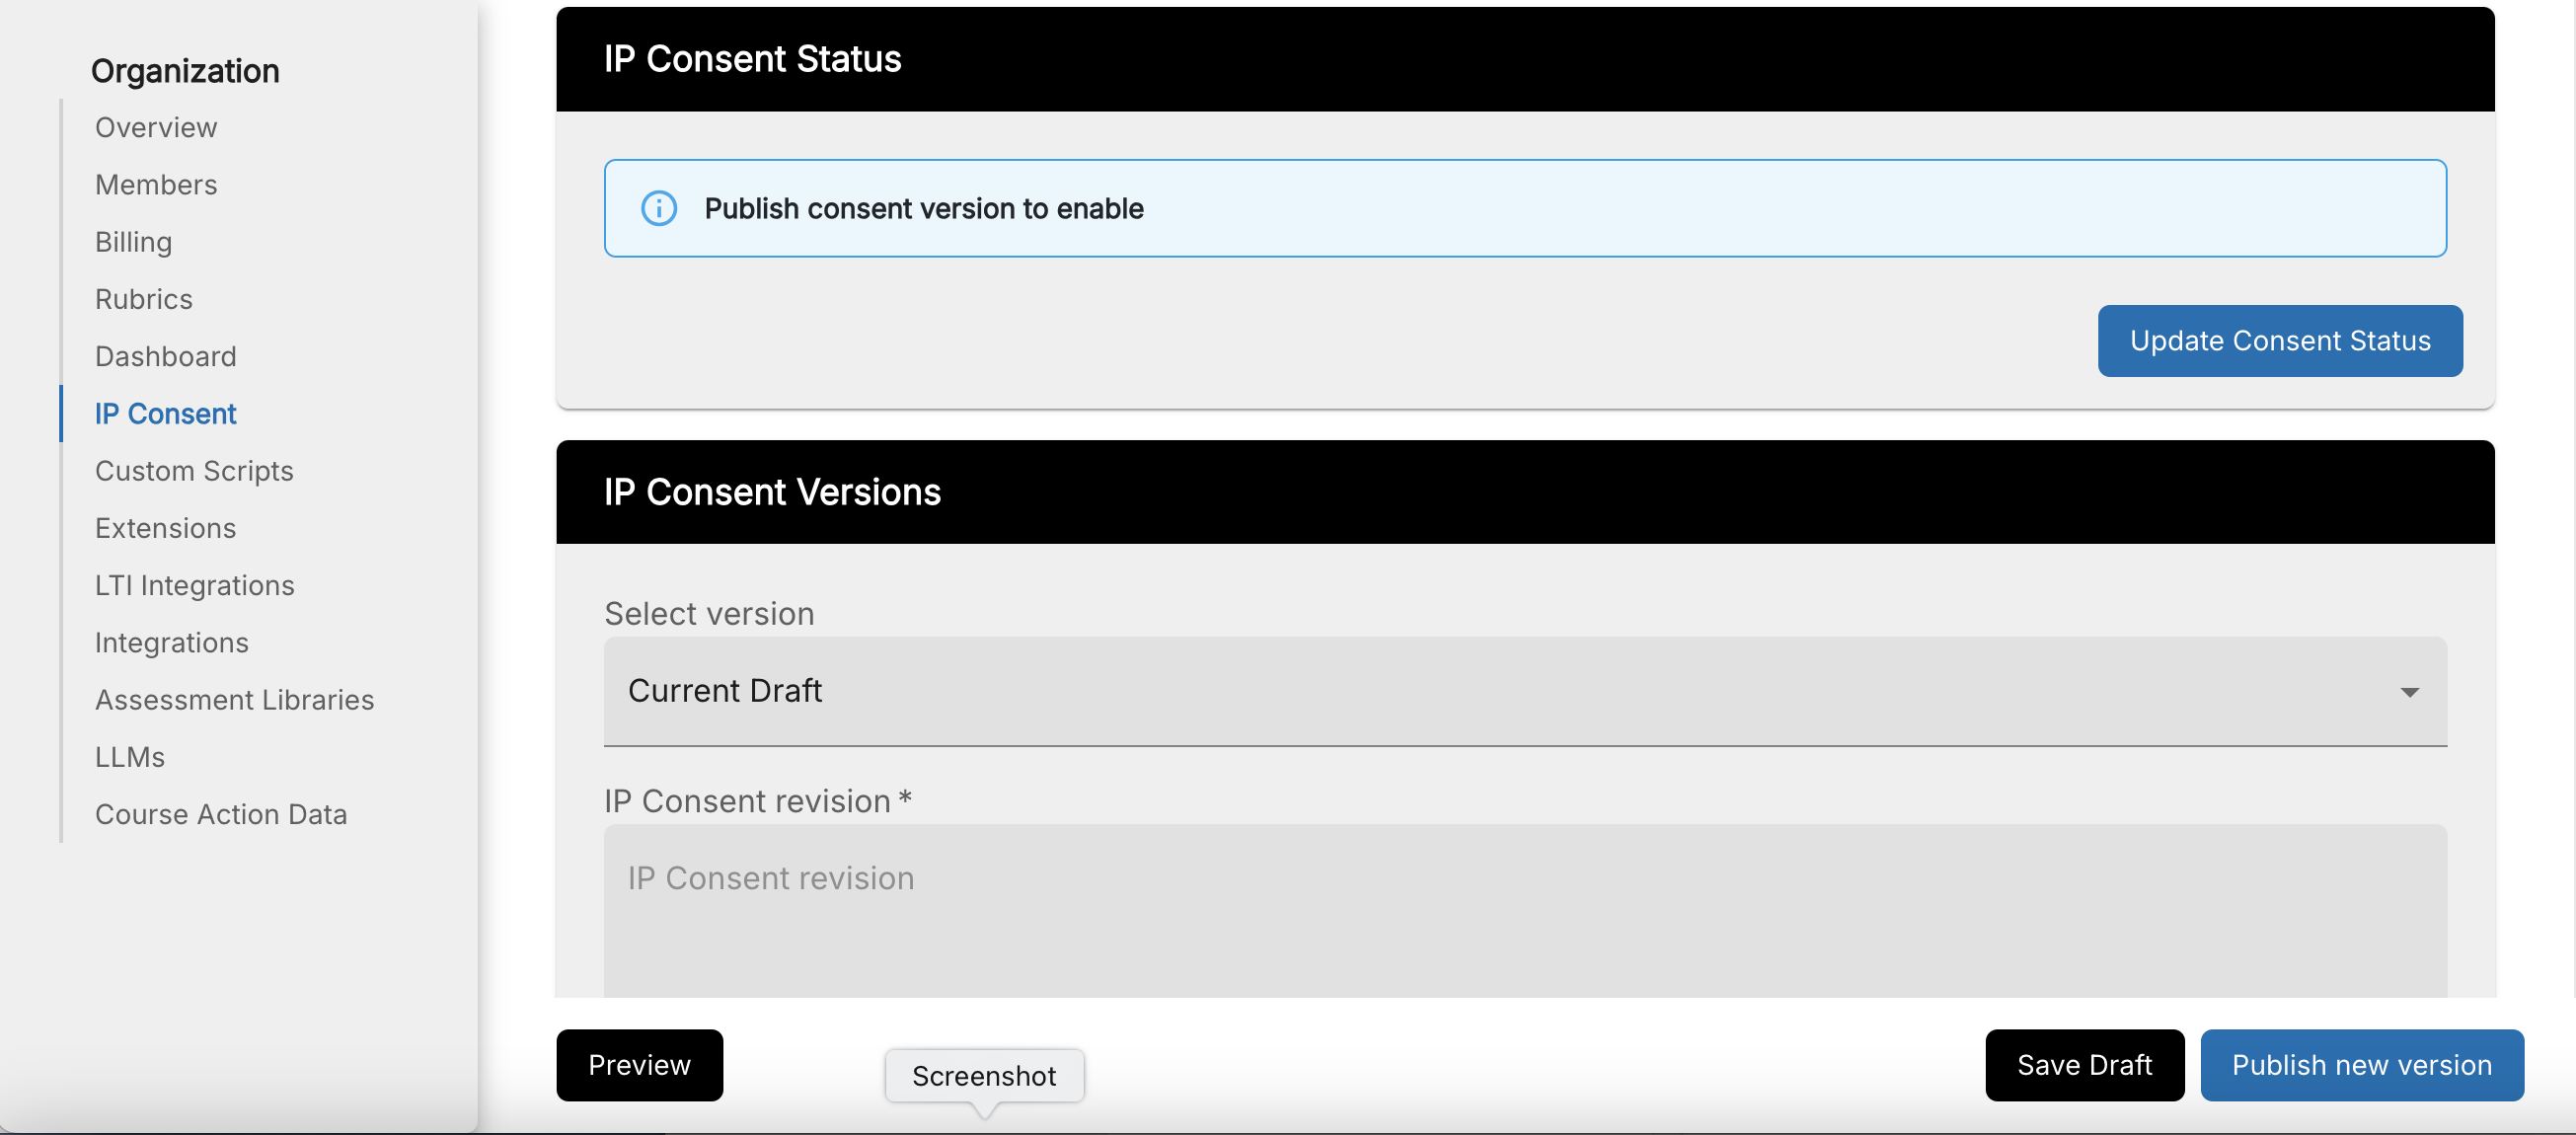 Organization
Overview
Members
Billing
Rubrics
Dashboard
IP Consent
Custom Scripts
Extensions
LTI Integrations
Integrations
Assessment Libraries
LLMs
Course Action Data
IP Consent Status
Publish consent version to enable
Update Consent Status
IP Consent Versions
Select version
Current Draft
IP Consent revision *
IP Consent revision
Preview
Screenshot
Save Draft
Publish new version